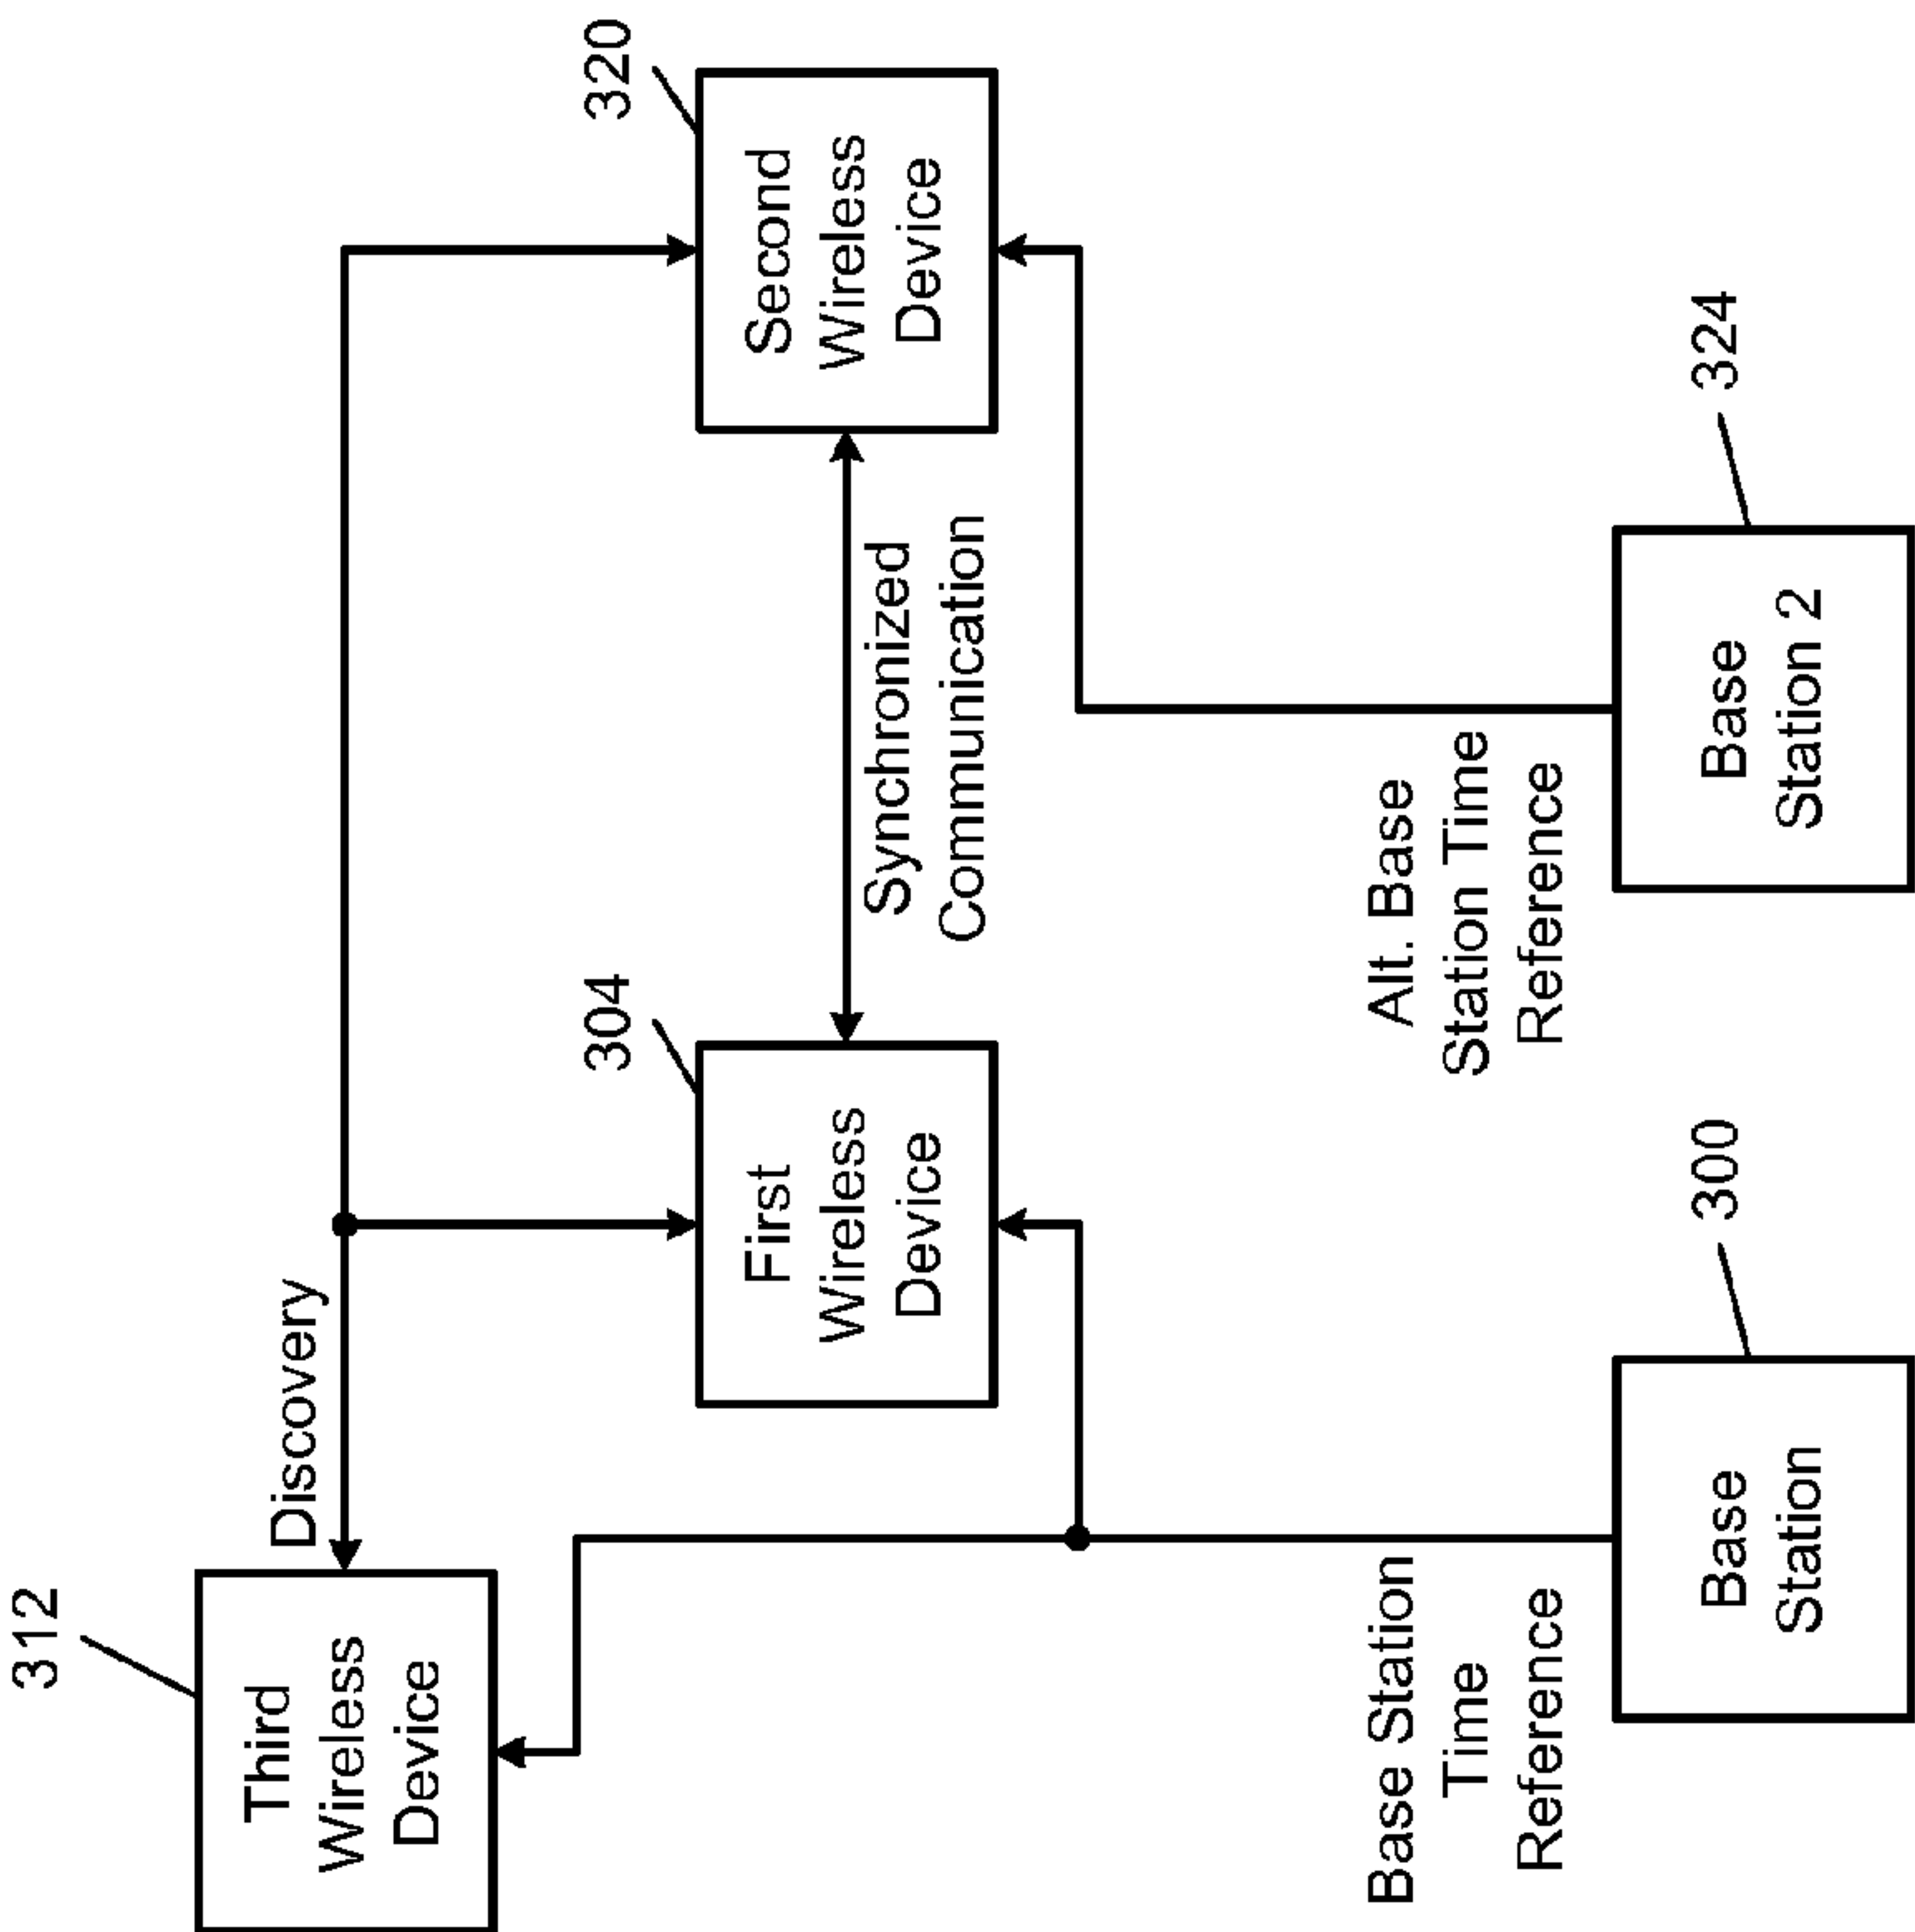 312
Third
Wireless
Device
Discovery
304
First
Wireless
Device
Synchronized
Communication
320
Second
Wireless
Device
Base Station
Time
Reference
300
Base
Station
Alt. Base
Station Time
Reference
324
Base
Station 2